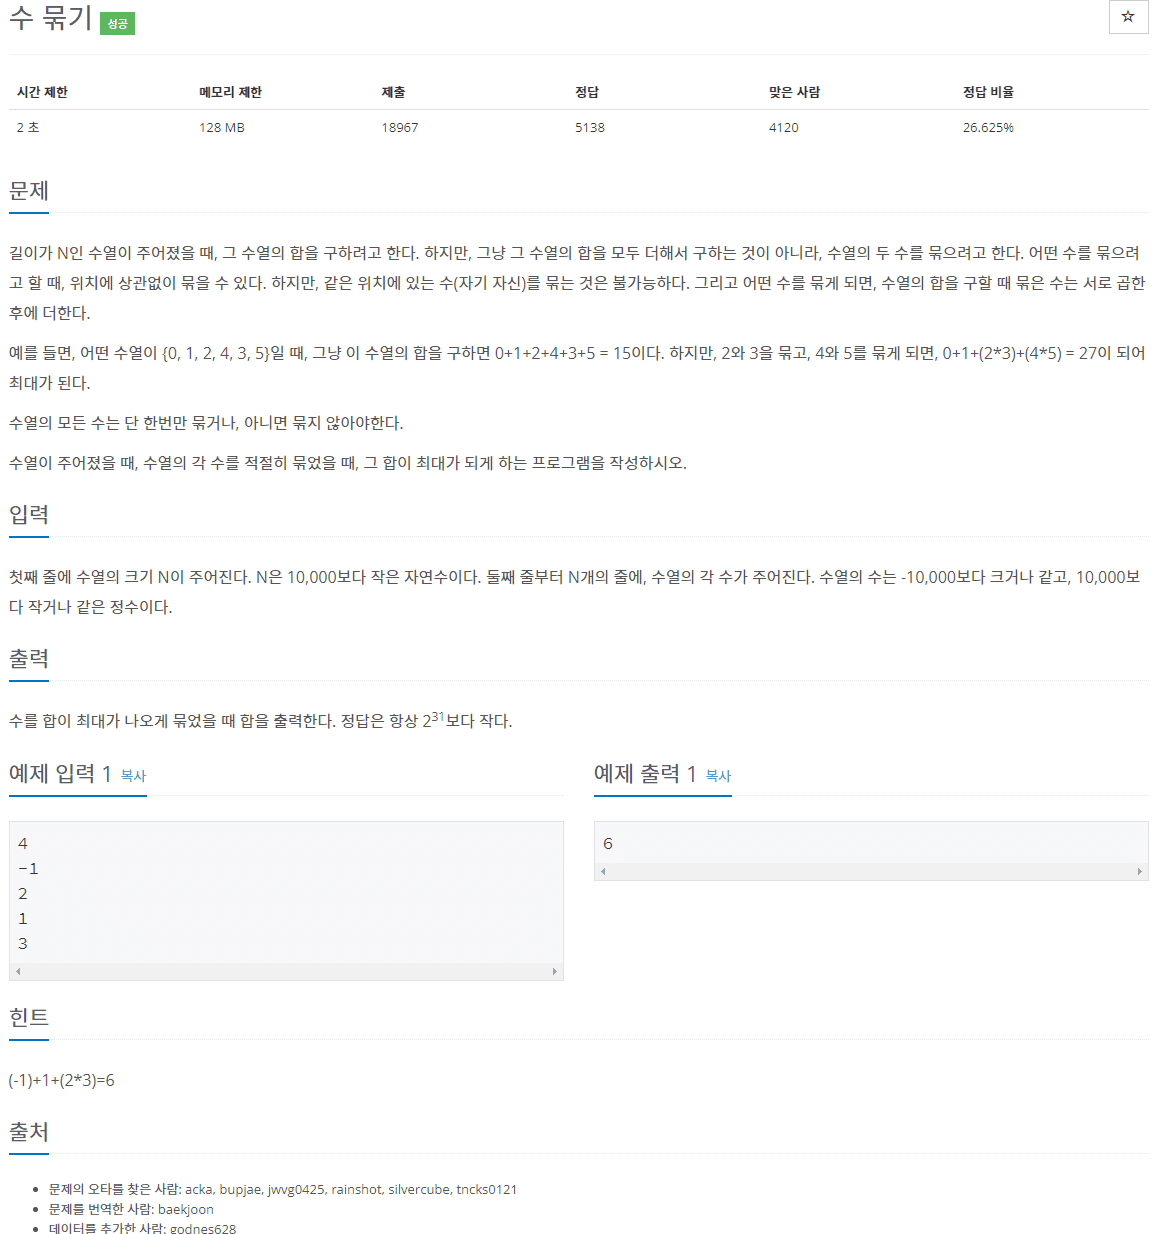 수 묶기 성공
☆
시간 제한 메모리 제한 제출 정답 맞은 사람 정답 비율
2 초 128 MB 18967 5138 4120 26.625%
문제
길이가 N인 수열이 주어졌을 때, 그 수열의 합을 구하려고 한다. 하지만, 그냥 그 수열의 합을 모두 더해서 구하는 것이 아니라, 수열의 두 수를 묶으려고 한다. 어떤 수를 묶으려
고 할 때, 위치에 상관없이 묶을 수 있다. 하지만, 같은 위치에 있는 수(자기 자신)를 묶는 것은 불가능하다. 그리고 어떤 수를 묶게 되면, 수열의 합을 구할 때 묶은 수는 서로 곱한
후에 더한다.
예를 들면, 어떤 수열이 {0, 1, 2, 4, 3, 5}일 때, 그냥 이 수열의 합을 구하면 0+1+2+4+3+5 = 15이다. 하지만, 2와 3을 묶고, 4와 5를 묶게 되면, 0+1+(2*3)+(4*5) = 27이 되어
최대가 된다.
수열의 모든 수는 단 한번만 묶거나, 아니면 묶지 않아야한다.
수열이 주어졌을 때, 수열의 각 수를 적절히 묶었을 때, 그 합이 최대가 되게 하는 프로그램을 작성하시오.
입력
첫째 줄에 수열의 크기 N이 주어진다. N은 10,000보다 작은 자연수이다. 둘째 줄부터 N개의 줄에, 수열의 각 수가 주어진다. 수열의 수는 -10,000보다 크거나 같고, 10,000보
다 작거나 같은 정수이다.
출력
수를 합이 최대가 나오게 묶었을 때 합을 출력한다. 정답은 항상 2³¹보다 작다.
예제 입력 1 복사
4
-1
2
1
3
예제 출력 1 복사
6
힌트
(-1)+1+(2*3)=6
출처
문제의 오타를 찾은 사람: acka, bupjae, jwvg0425, rainshot, silvercube, tncks0121
문제를 번역한 사람: baekjoon
데이터를 추가한 사람: godnes628